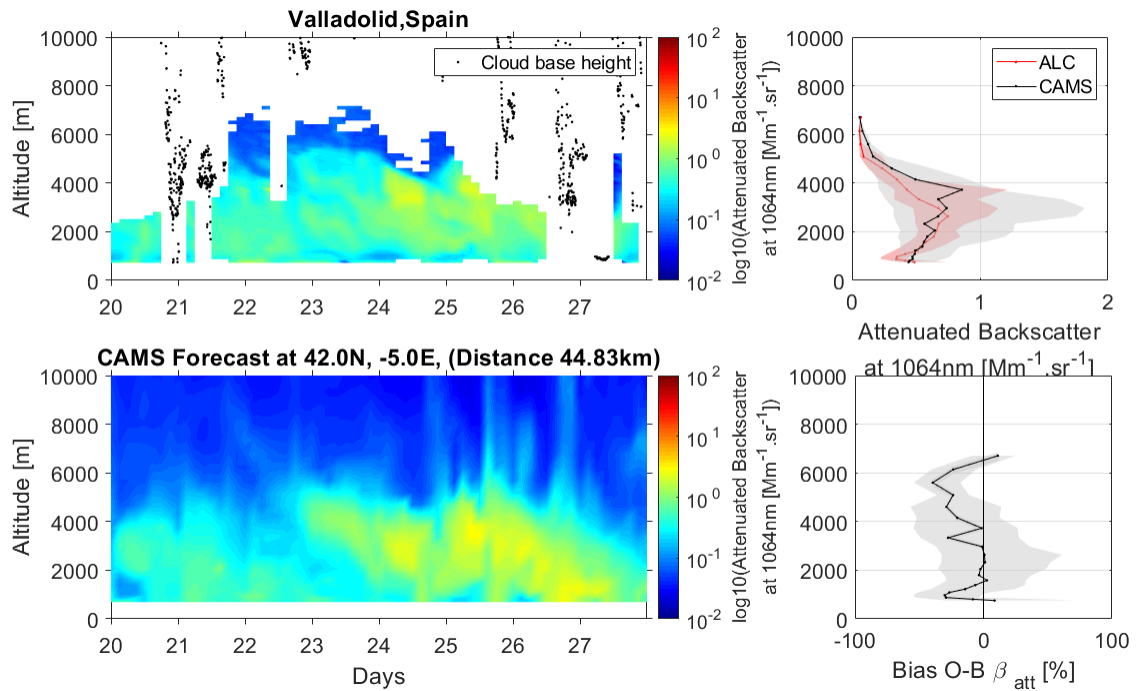 Valladolid,Spain
10000
8000
6000
4000
2000
0
Altitude [m]
Cloud base height
20 21 22 23 24 25 26 27
10^2
10^1
10^0
10^-1
10^-2
log10(Attenuated Backscatter
at 1064nm [Mm^-1.sr^-1])
10000
8000
6000
4000
2000
0
ALC
CAMS
0 1 2
Attenuated Backscatter
at 1064nm [Mm^-1.sr^-1]
CAMS Forecast at 42.0N, -5.0E, (Distance 44.83km)
10000
8000
6000
4000
2000
0
Altitude [m]
20 21 22 23 24 25 26 27
Days
10^2
10^1
10^0
10^-1
10^-2
log10(Attenuated Backscatter
at 1064nm [Mm^-1.sr^-1])
10000
8000
6000
4000
2000
0
-100 0 100
Bias O-B β att [%]